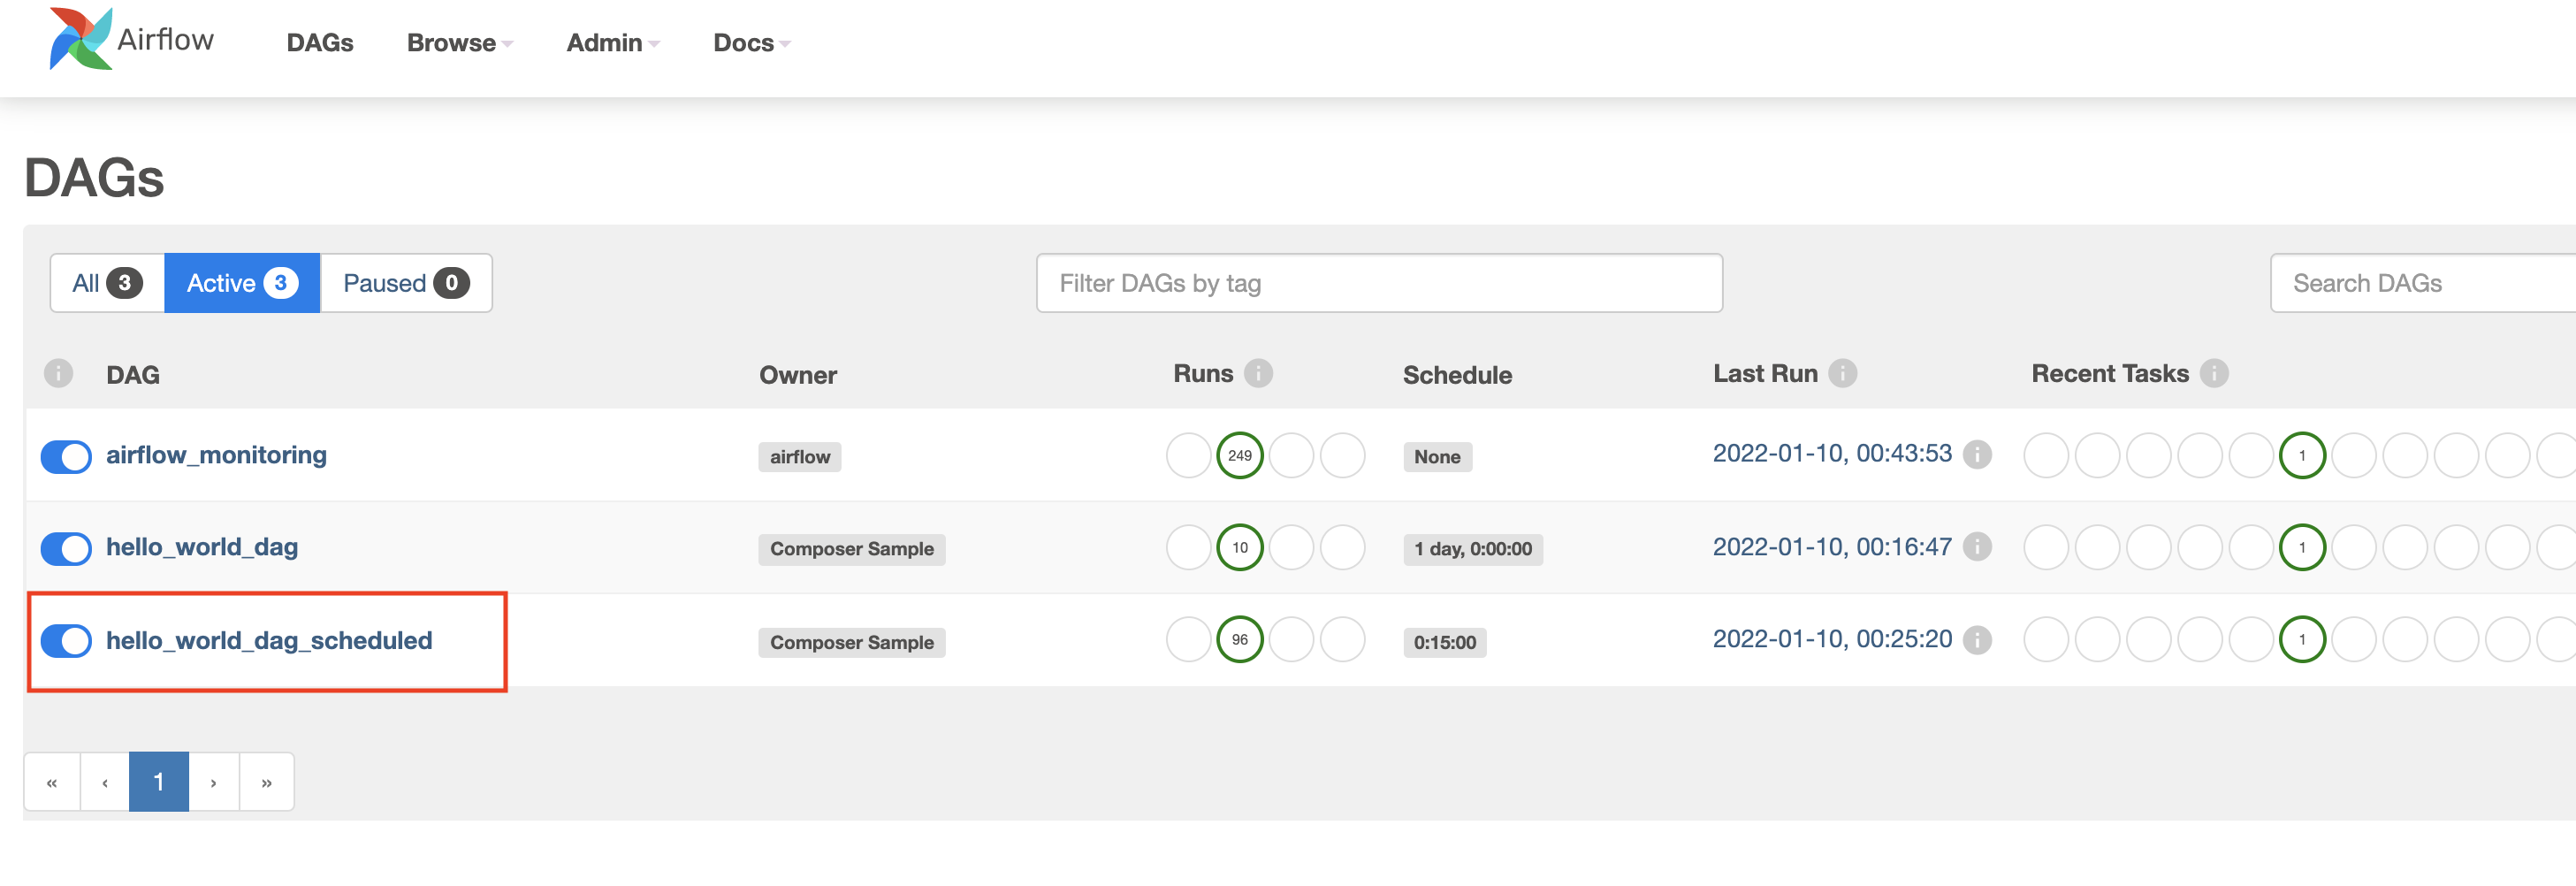 Airflow DAGs Browse Admin Docs
DAGs
All 3 Active 3 Paused 0 Filter DAGs by tag Search DAGs
i DAG Owner Runs i Schedule Last Run i Recent Tasks i
airflow_monitoring airflow 249 None 2022-01-10, 00:43:53 i 1
hello_world_dag Composer Sample 10 1 day, 0:00:00 2022-01-10, 00:16:47 i 1
hello_world_dag_scheduled Composer Sample 96 0:15:00 2022-01-10, 00:25:20 i 1
« ‹ 1 › »